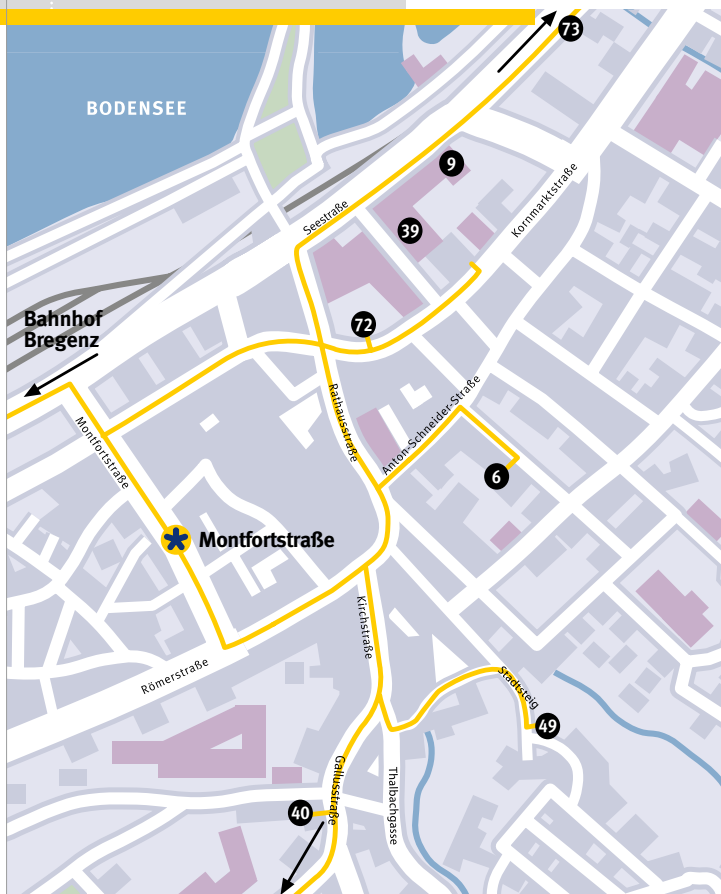 73
BODENSEE
9
Kornmarktstraße
Seestraße
39
Bahnhof
Bregenz
72
Rathausstraße
Anton-Schneider-Straße
Montfortstraße
6
Montfortstraße
Kirchstraße
Römerstraße
Stadtsteig
49
Gallusstraße
Thalbachgasse
40